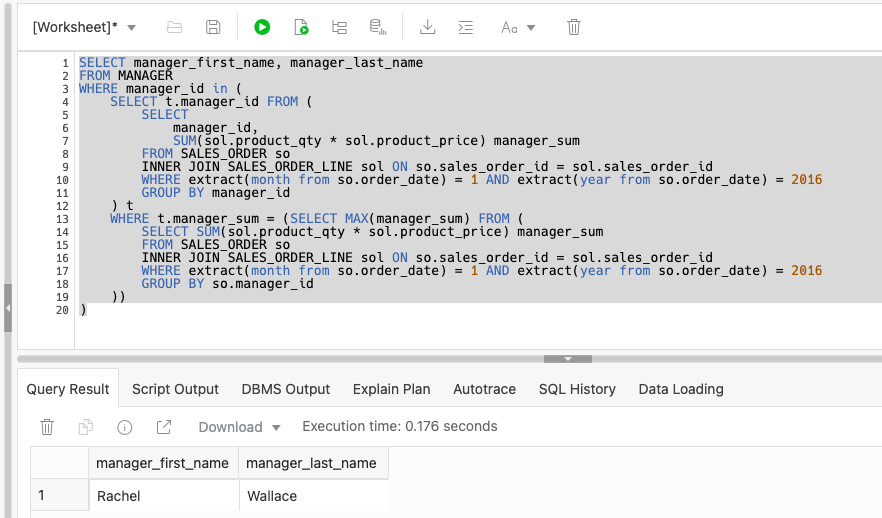 [Worksheet]*
Aa
1 SELECT manager_first_name, manager_last_name
2 FROM MANAGER
3 WHERE manager_id in (
4     SELECT t.manager_id FROM (
5         SELECT
6             manager_id,
7             SUM(sol.product_qty * sol.product_price) manager_sum
8         FROM SALES_ORDER so
9         INNER JOIN SALES_ORDER_LINE sol ON so.sales_order_id = sol.sales_order_id
10         WHERE extract(month from so.order_date) = 1 AND extract(year from so.order_date) = 2016
11         GROUP BY manager_id
12     ) t
13     WHERE t.manager_sum = (SELECT MAX(manager_sum) FROM (
14         SELECT SUM(sol.product_qty * sol.product_price) manager_sum
15         FROM SALES_ORDER so
16         INNER JOIN SALES_ORDER_LINE sol ON so.sales_order_id = sol.sales_order_id
17         WHERE extract(month from so.order_date) = 1 AND extract(year from so.order_date) = 2016
18         GROUP BY so.manager_id
19     ))
20 )
Query Result Script Output DBMS Output Explain Plan Autotrace SQL History Data Loading
Download Execution time: 0.176 seconds
manager_first_name manager_last_name
1 Rachel Wallace